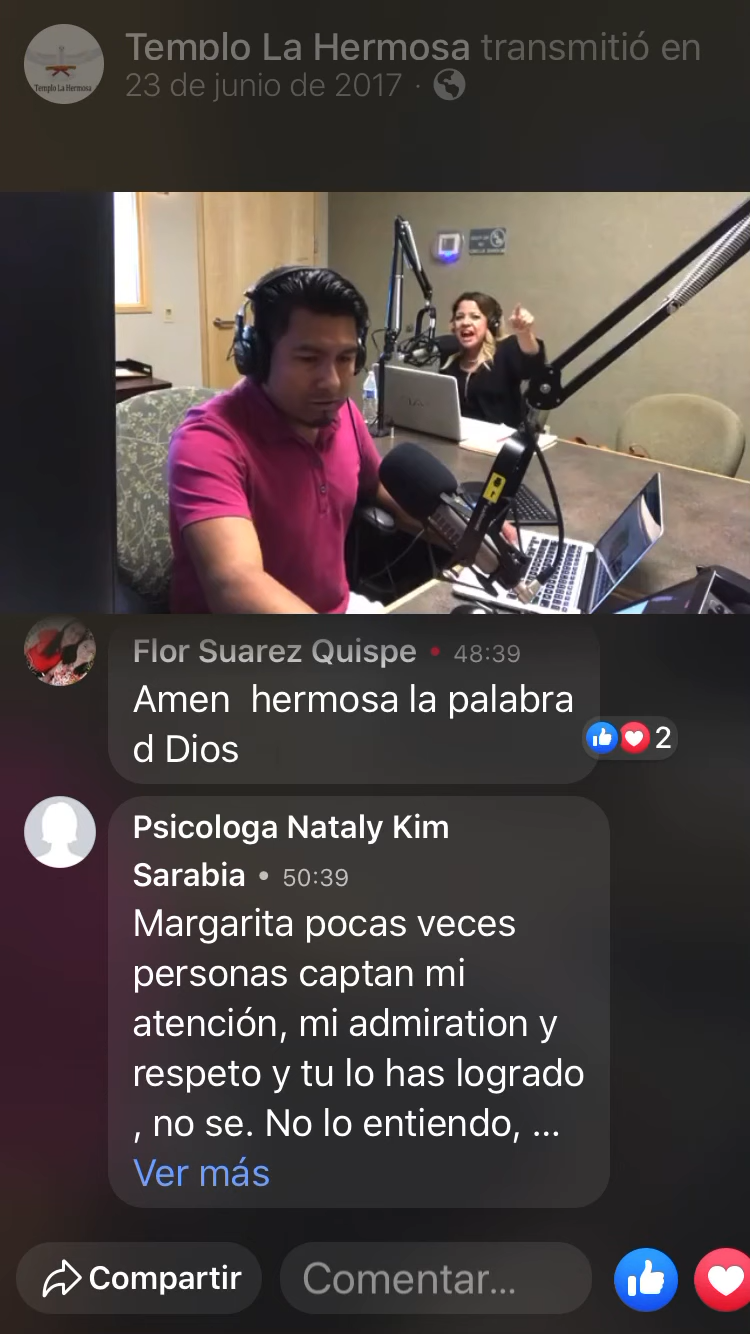 Templo La Hermosa transmitió en
23 de junio de 2017 ·
Templo La Hermosa
Flor Suarez Quispe • 48:39
Amen hermosa la palabra
d Dios
2
Psicologa Nataly Kim
Sarabia • 50:39
Margarita pocas veces
personas captan mi
atención, mi admiration y
respeto y tu lo has logrado
, no se. No lo entiendo, ...
Ver más
Compartir
Comentar...